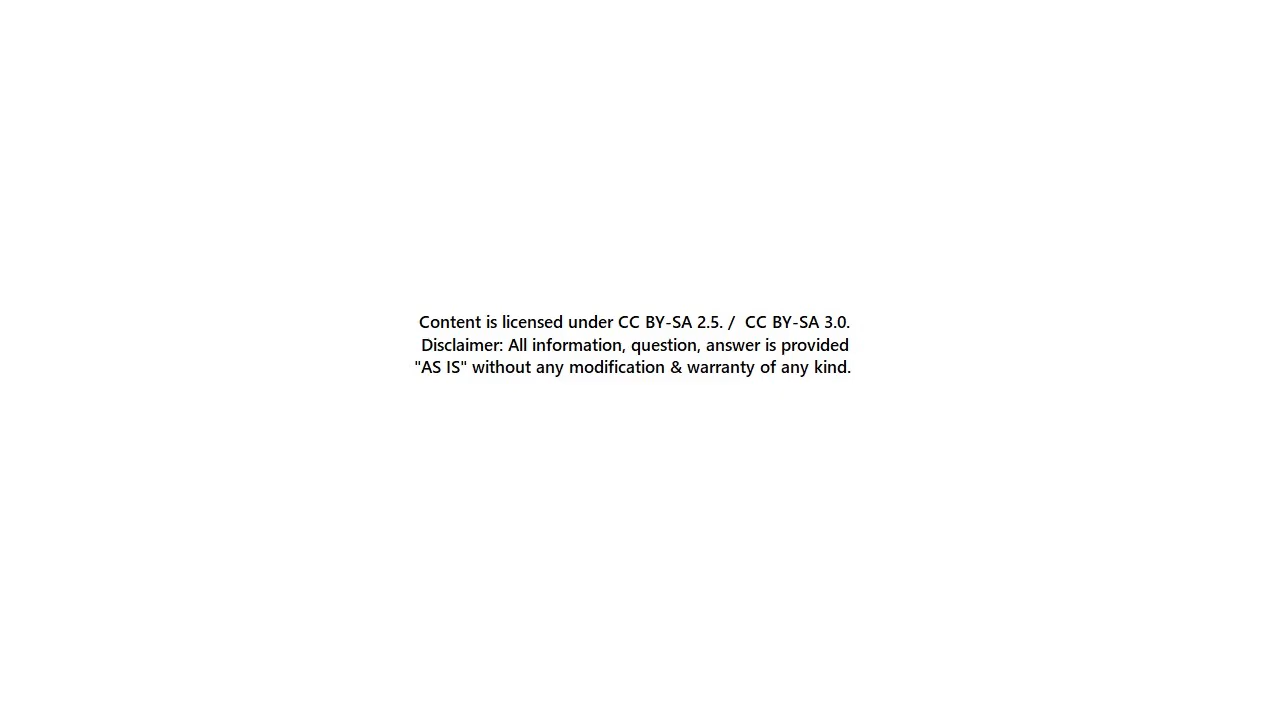 Content is licensed under CC BY-SA 2.5. /  CC BY-SA 3.0.
Disclaimer: All information, question, answer is provided
"AS IS" without any modification & warranty of any kind.